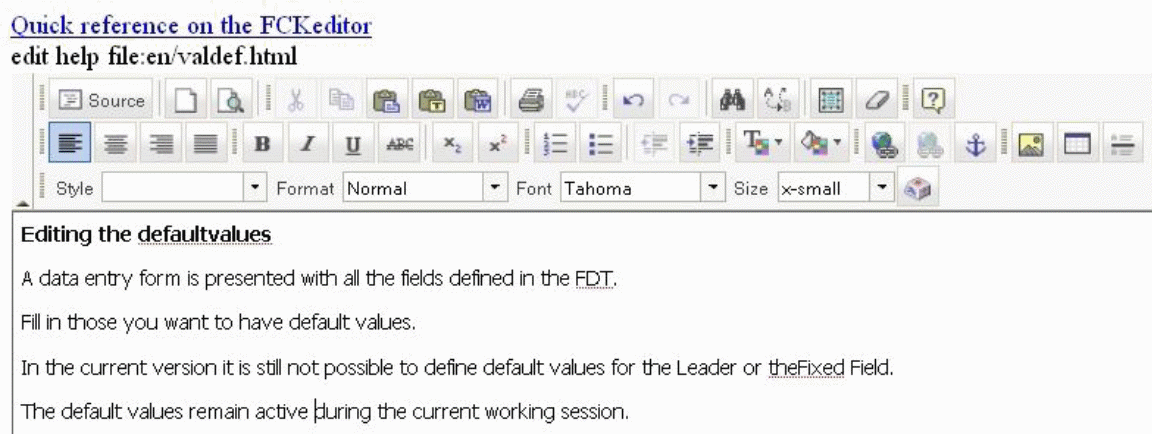 Quick reference on the FCKeditor
edit help file:en/valdef.html
Source
B I U ABC x₂ x²
Style Format Normal Font Tahoma Size x-small
Editing the defaultvalues
A data entry form is presented with all the fields defined in the FDT.
Fill in those you want to have default values.
In the current version it is still not possible to define default values for the Leader or theFixed Field.
The default values remain active during the current working session.